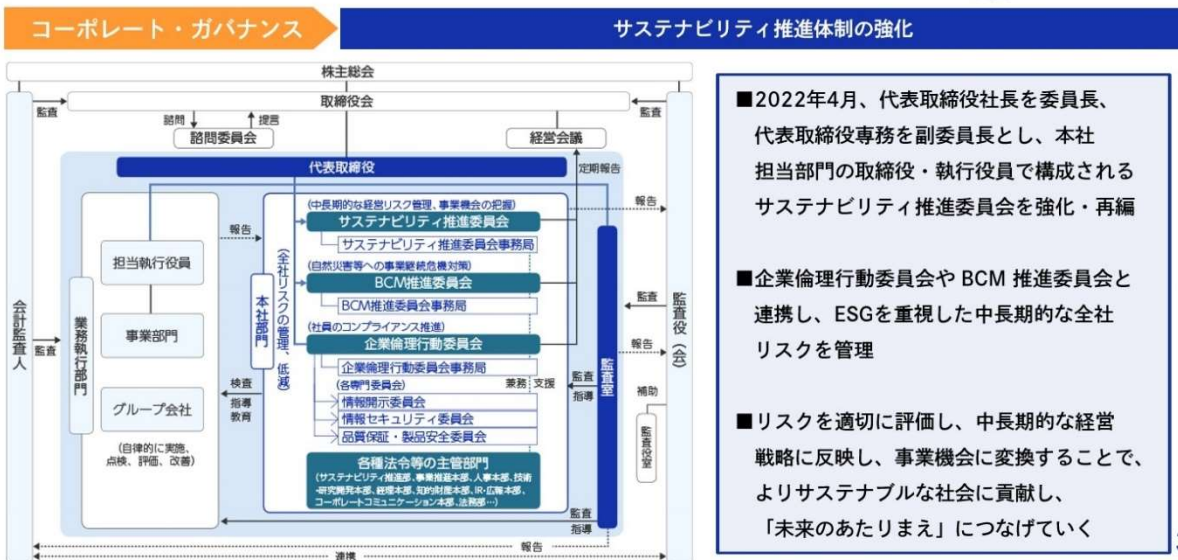 コーポレート・ガバナンス
サステナビリティ推進体制の強化
株主総会
監査
取締役会
監査
諮問
提言
諮問委員会
経営会議
代表取締役
定期報告
(中長期的な経営リスク管理、事業機会の把握)
報告
サステナビリティ推進委員会
サステナビリティ推進委員会事務局
報告
担当執行役員
(自然災害等への事業継続危機対策)
BCM推進委員会
BCM推進委員会事務局
事業部門
(社員のコンプライアンス推進)
企業倫理行動委員会
企業倫理行動委員会事務局
(各専門委員会)
情報開示委員会
情報セキュリティ委員会
品質保証・製品安全委員会
兼務
支援
グループ会社
(自律的に実施、
点検、評価、改善)
検査
指導
教育
各種法令等の主管部門
(サステナビリティ推進部、事業推進本部、人事本部、技術
・研究開発本部、経理本部、知的財産本部、IR・広報本部、
コーポレートコミュニケーション本部、法務部…)
会計監査人
監査
業務執行部門
本社部門
(全社リスクの管理、低減)
監査室
監査
指導
監査
報告
監査役(会)
補助
監査役室
監査
指導
報告
連携
■2022年4月、代表取締役社長を委員長、
代表取締役専務を副委員長とし、本社
担当部門の取締役・執行役員で構成される
サステナビリティ推進委員会を強化・再編
■企業倫理行動委員会や BCM 推進委員会と
連携し、ESGを重視した中長期的な全社
リスクを管理
■リスクを適切に評価し、中長期的な経営
戦略に反映し、事業機会に変換することで、
よりサステナブルな社会に貢献し、
「未来のあたりまえ」につなげていく